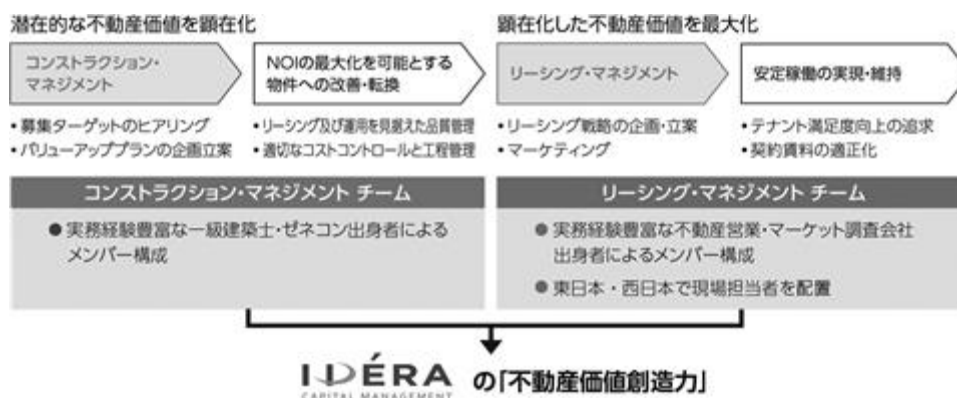 潜在的な不動産価値を顕在化
コンストラクション・
マネジメント
NOIの最大化を可能とする
物件への改善・転換
・募集ターゲットのヒアリング
・バリューアッププランの企画立案
・リーシング及び運用を見据えた品質管理
・適切なコストコントロールと工程管理
コンストラクション・マネジメント チーム
●実務経験豊富な一級建築士・ゼネコン出身者による
メンバー構成
顕在化した不動産価値を最大化
リーシング・マネジメント
安定稼働の実現・維持
・リーシング戦略の企画・立案
・マーケティング
・テナント満足度向上の追求
・契約賃料の適正化
リーシング・マネジメント チーム
●実務経験豊富な不動産営業・マーケット調査会社
出身者によるメンバー構成
●東日本・西日本で現場担当者を配置
IDÉRA の「不動産価値創造力」
CAPITAL MANAGEMENT